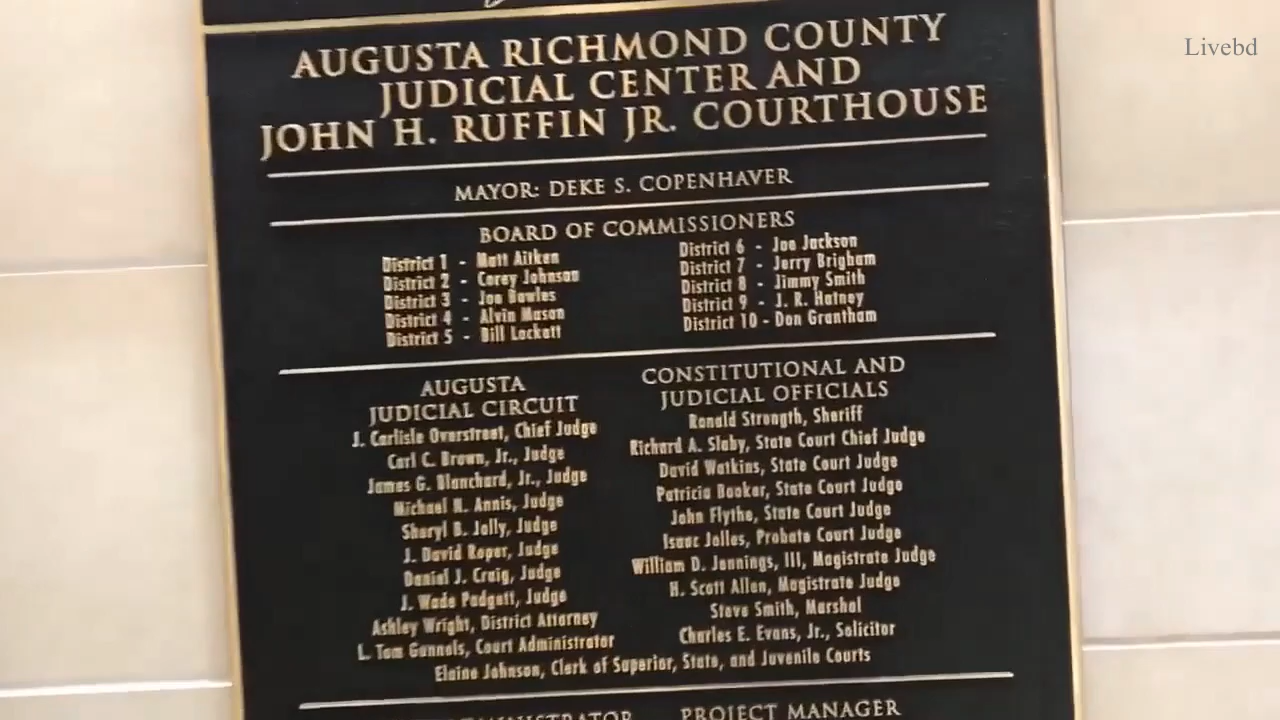 Livebd
AUGUSTA RICHMOND COUNTY
JUDICIAL CENTER AND
JOHN H. RUFFIN JR. COURTHOUSE
MAYOR: DEKE S. COPENHAVER
BOARD OF COMMISSIONERS
District 1 - Matt Aitken
District 2 - Corey Johnson
District 3 - Joe Bowles
District 4 - Alvin Mason
District 5 - Bill Lockett
District 6 - Joe Jackson
District 7 - Jerry Brigham
District 8 - Jimmy Smith
District 9 - J. R. Hatney
District 10 - Don Grantham
AUGUSTA
JUDICIAL CIRCUIT
J. Carlisle Overstreet, Chief Judge
Carl C. Brown, Jr., Judge
James G. Blanchard, Jr., Judge
Michael N. Annis, Judge
Sheryl B. Jolly, Judge
J. David Roper, Judge
Daniel J. Craig, Judge
J. Wade Padgett, Judge
Ashley Wright, District Attorney
L. Tom Gunnels, Court Administrator
CONSTITUTIONAL AND
JUDICIAL OFFICIALS
Ronald Strength, Sheriff
Richard A. Slaby, State Court Chief Judge
David Watkins, State Court Judge
Patricia Booker, State Court Judge
John Flythe, State Court Judge
Isaac Jolles, Probate Court Judge
William D. Jennings, III, Magistrate Judge
H. Scott Allen, Magistrate Judge
Steve Smith, Marshal
Charles E. Evans, Jr., Solicitor
Elaine Johnson, Clerk of Superior, State, and Juvenile Courts
PROJECT MANAGER